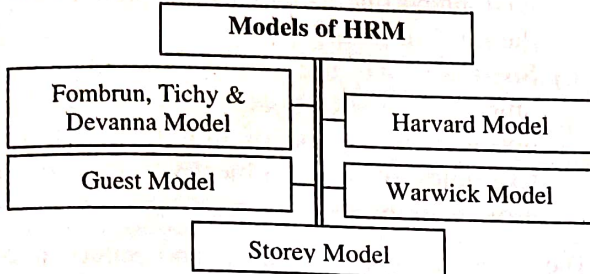 Models of HRM
Fombrun, Tichy &
Devanna Model
Harvard Model
Guest Model
Warwick Model
Storey Model